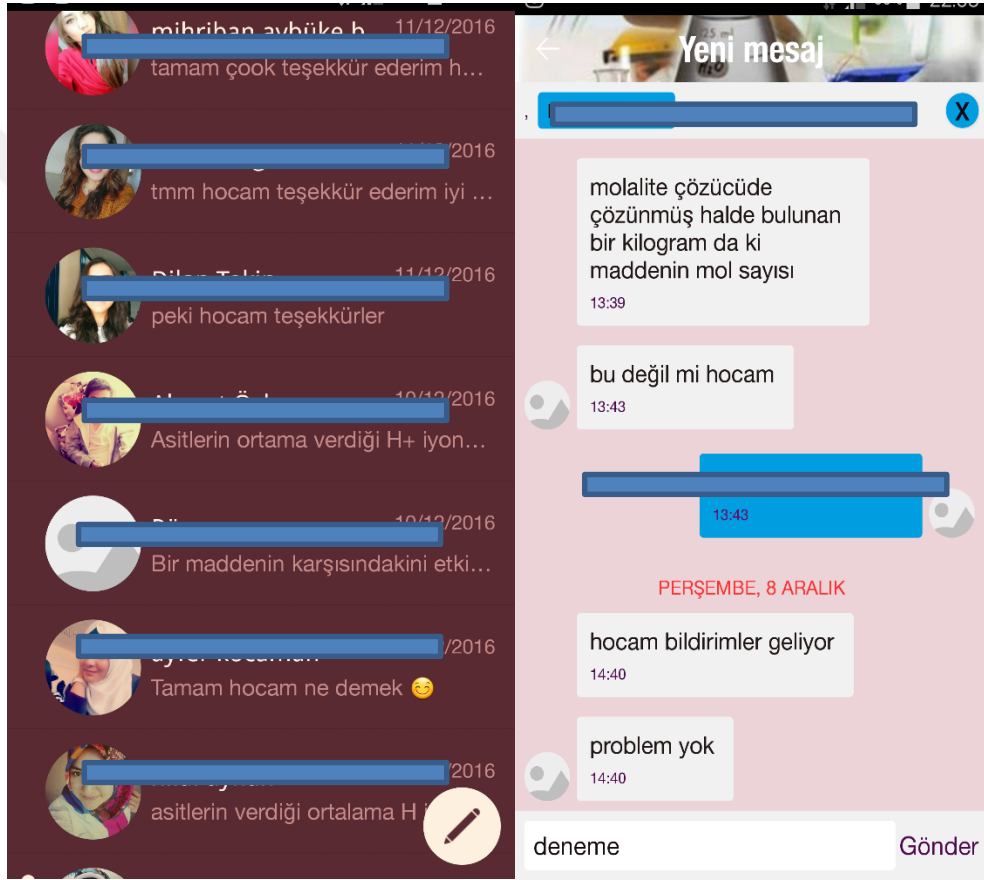 11/12/2016
tamam çook teşekkür ederim h...
2016
tmm hocam teşekkür ederim iyi ...
11/12/2016
peki hocam teşekkürler
10/12/2016
Asitlerin ortama verdiği H+ iyon...
10/12/2016
Bir maddenin karşısındakini etki...
/2016
Tamam hocam ne demek 😊
/2016
asitlerin verdiği ortalama H
Yeni mesaj
X
molalite çözücüde
çözünmüş halde bulunan
bir kilogram da ki
maddenin mol sayısı
13:39
bu değil mi hocam
13:43
13:43
PERŞEMBE, 8 ARALIK
hocam bildirimler geliyor
14:40
problem yok
14:40
deneme
Gönder